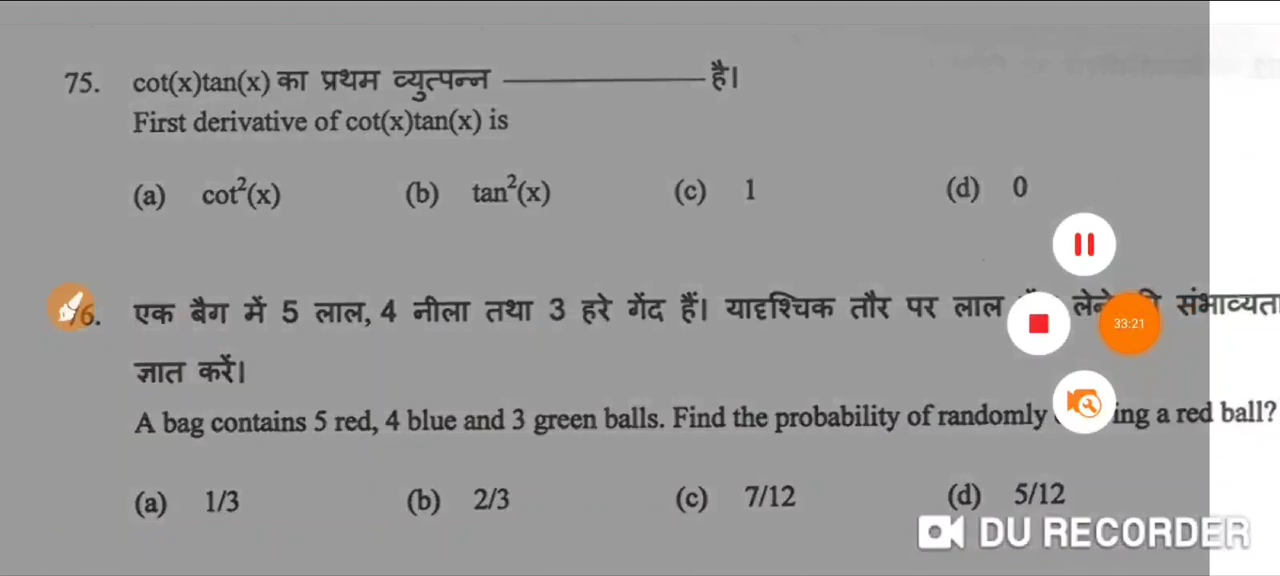 75. cot(x)tan(x) का प्रथम व्युत्पन्न ——————— है।
First derivative of cot(x)tan(x) is
(a) cot²(x) (b) tan²(x) (c) 1 (d) 0
6. एक बैग में 5 लाल, 4 नीला तथा 3 हरे गेंद हैं। यादृश्चिक तौर पर लाल संभाव्यता
33:21
ज्ञात करें।
A bag contains 5 red, 4 blue and 3 green balls. Find the probability of randomly ing a red ball?
(a) 1/3 (b) 2/3 (c) 7/12 (d) 5/12
DU RECORDER